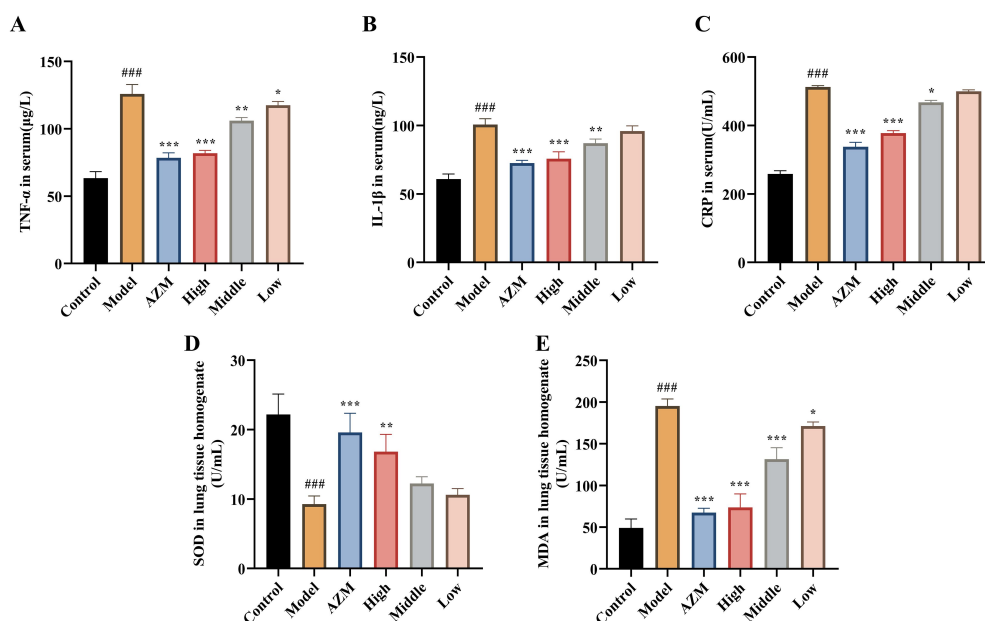 A
TNF-α in serum(μg/L)
150
100
50
0
###
***
***
**
*
Control
Model
AZM
High
Middle
Low
B
IL-1β in serum(ng/L)
150
100
50
0
###
***
***
**
Control
Model
AZM
High
Middle
Low
C
CRP in serum(U/mL)
600
400
200
0
###
***
***
*
Control
Model
AZM
High
Middle
Low
D
SOD in lung tissue homogenate
(U/mL)
30
20
10
0
###
***
**
Control
Model
AZM
High
Middle
Low
E
MDA in lung tissue homogenate
(U/mL)
250
200
150
100
50
0
###
***
***
***
*
Control
Model
AZM
High
Middle
Low